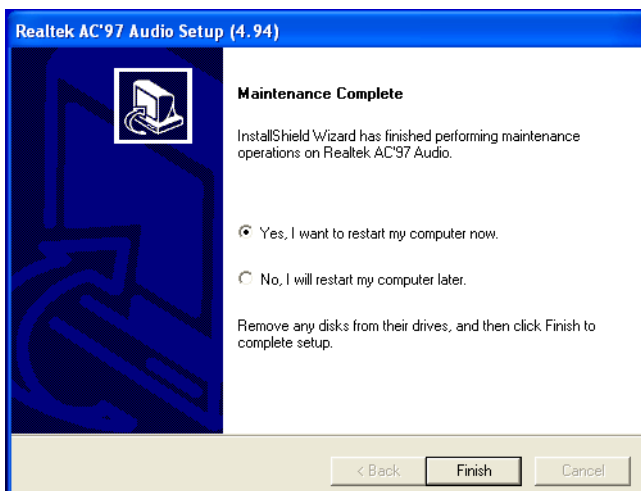 Realtek AC'97 Audio Setup (4.94)
Maintenance Complete
InstallShield Wizard has finished performing maintenance
operations on Realtek AC'97 Audio.
Yes, I want to restart my computer now.
No, I will restart my computer later.
Remove any disks from their drives, and then click Finish to
complete setup.
< Back
Finish
Cancel